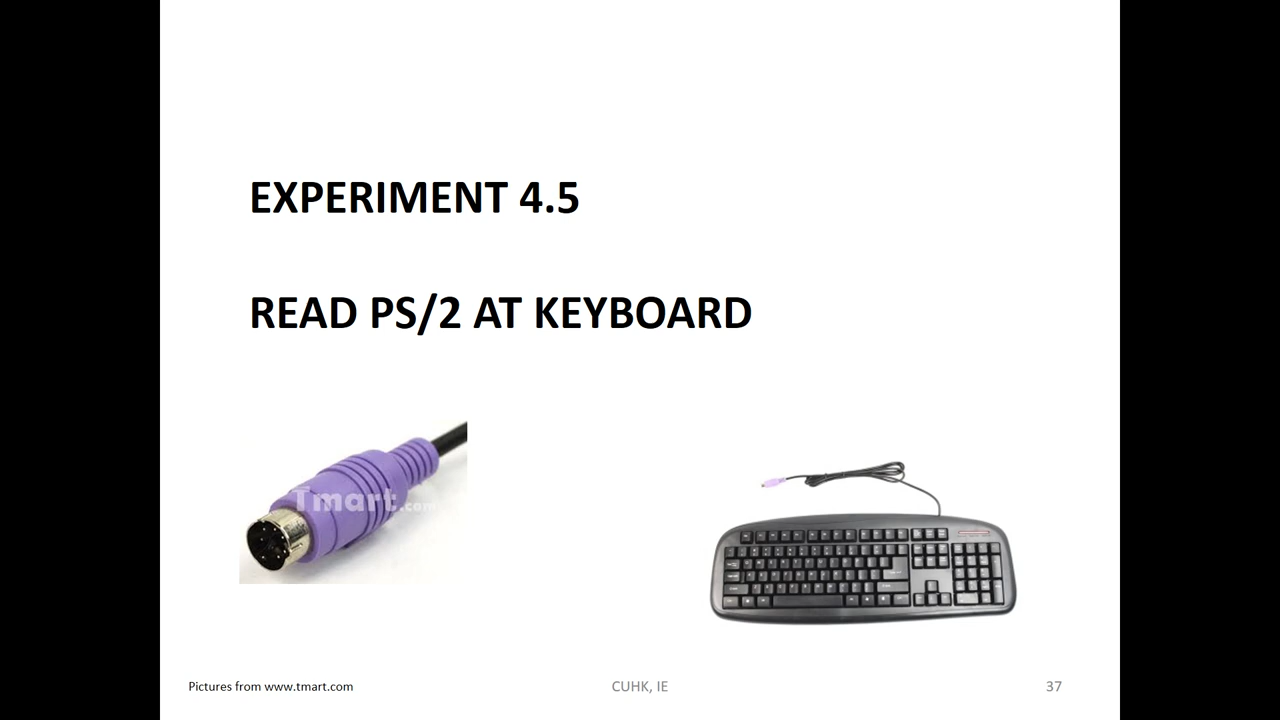 EXPERIMENT 4.5
READ PS/2 AT KEYBOARD
Tmart.com
Pictures from www.tmart.com
CUHK, IE
37